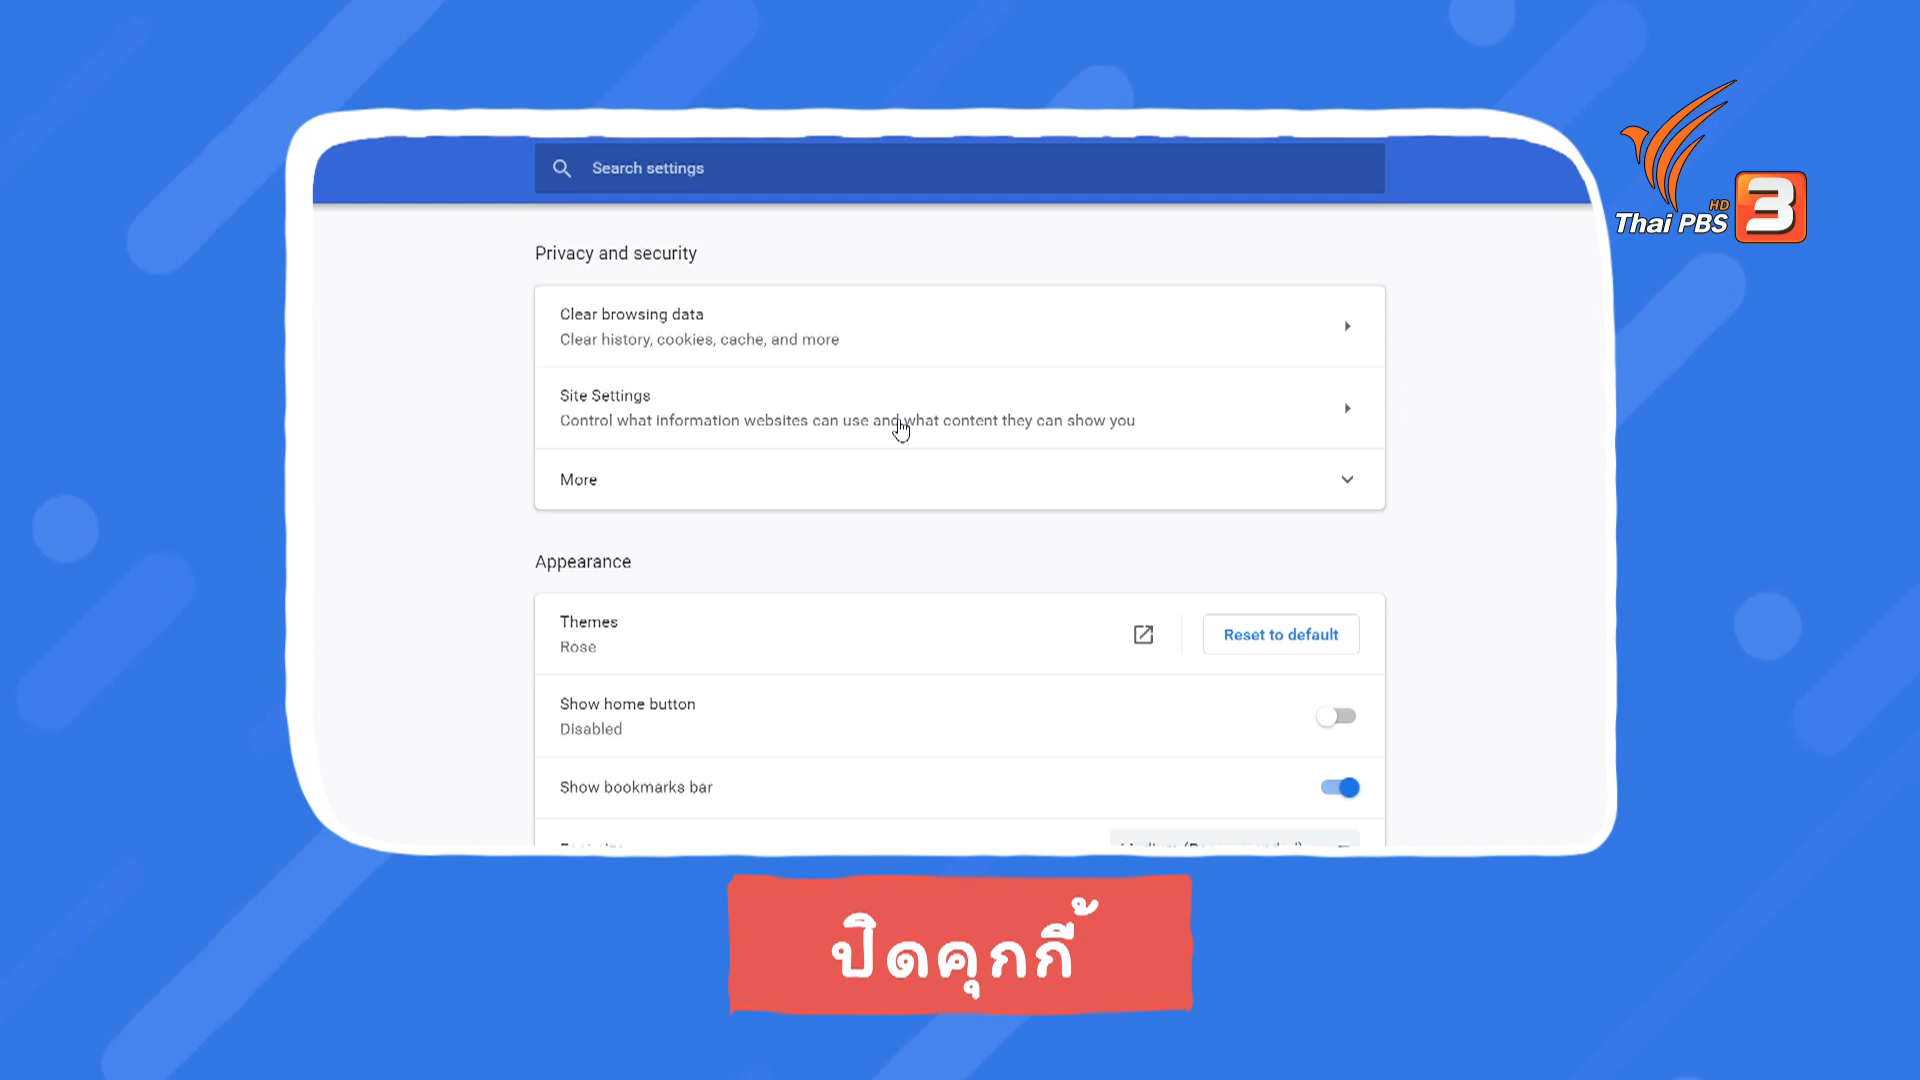 Search settings
Thai PBS HD 3
Privacy and security
Clear browsing data
Clear history, cookies, cache, and more
Site Settings
Control what information websites can use and what content they can show you
More
Appearance
Themes
Rose
Reset to default
Show home button
Disabled
Show bookmarks bar
ปิดคุกกี้